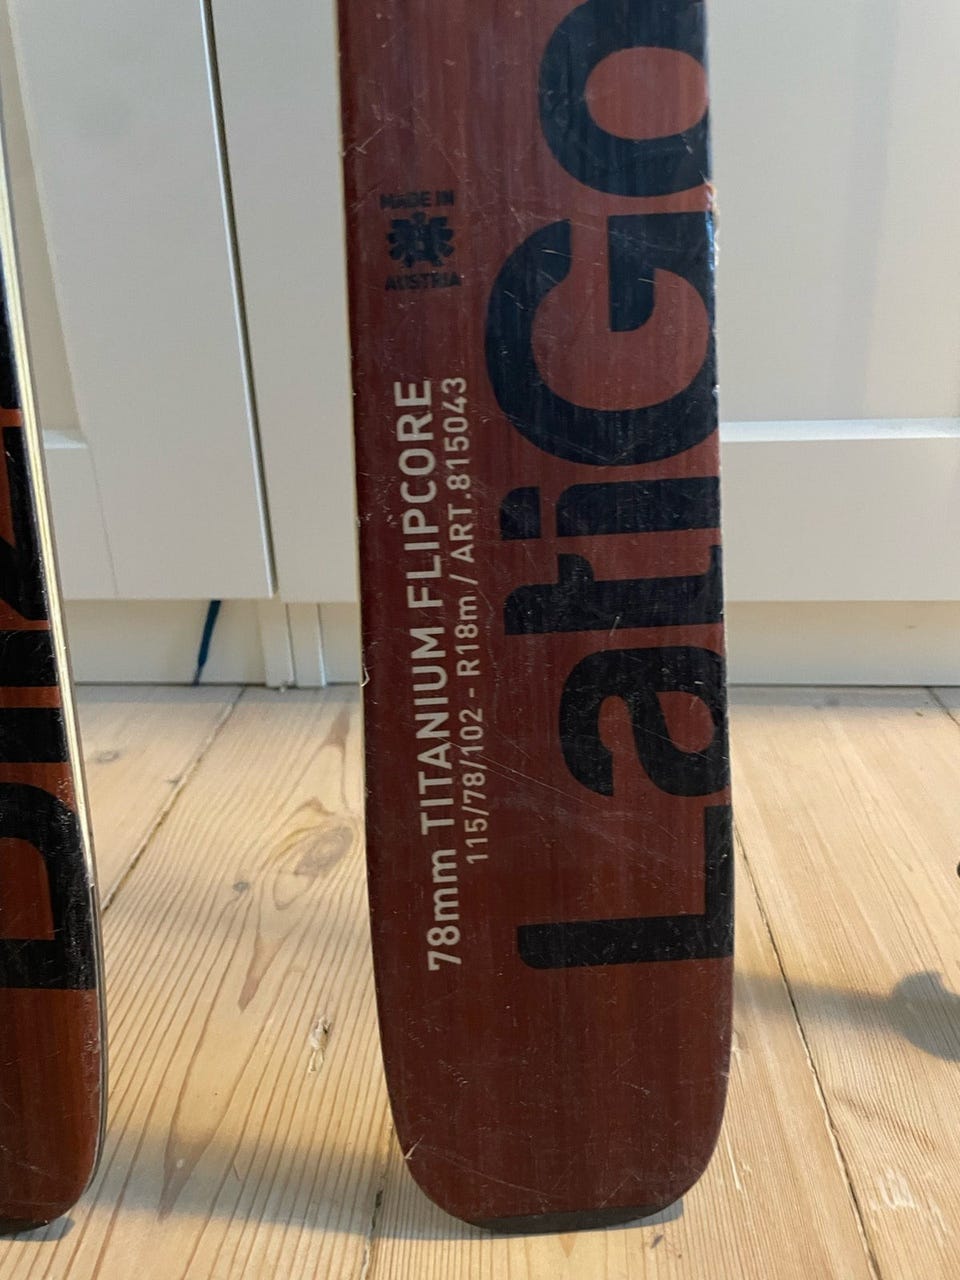 MADE IN
AUSTRIA
78mm TITANIUM FLIPCORE
115/78/102 - R18m / ART.815043
LatiGo